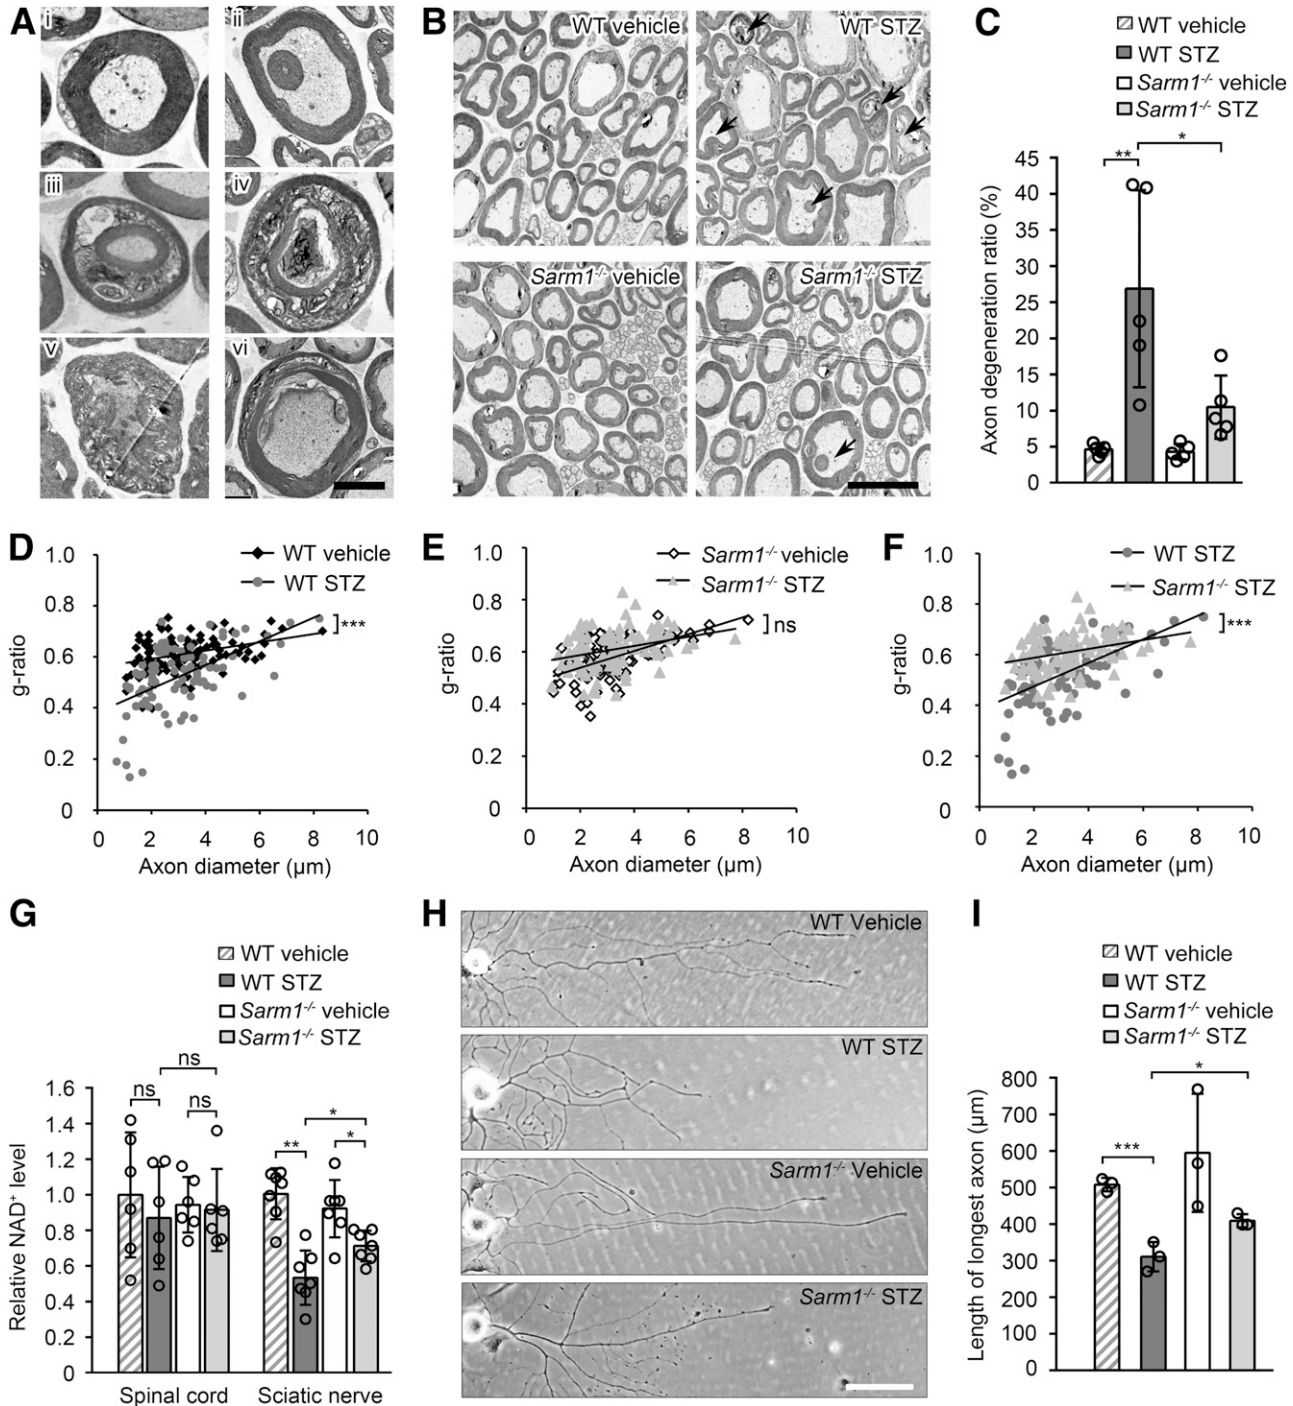 A
i
ii
iii
iv
v
vi
B
WT vehicle
WT STZ
Sarm1-/- vehicle
Sarm1-/- STZ
C
WT vehicle
WT STZ
Sarm1-/- vehicle
Sarm1-/- STZ
**
*
Axon degeneration ratio (%)
45
40
35
30
25
20
15
10
5
0
D
WT vehicle
WT STZ
***
g-ratio
1.0
0.8
0.6
0.4
0.2
0
0 2 4 6 8 10
Axon diameter (µm)
E
Sarm1-/- vehicle
Sarm1-/- STZ
ns
g-ratio
1.0
0.8
0.6
0.4
0.2
0
0 2 4 6 8 10
Axon diameter (µm)
F
WT STZ
Sarm1-/- STZ
***
g-ratio
1.0
0.8
0.6
0.4
0.2
0
0 2 4 6 8 10
Axon diameter (µm)
G
WT vehicle
WT STZ
Sarm1-/- vehicle
Sarm1-/- STZ
ns
ns
ns
*
**
*
Relative NAD+ level
1.6
1.4
1.2
1.0
0.8
0.6
0.4
0.2
0
Spinal cord Sciatic nerve
H
WT Vehicle
WT STZ
Sarm1-/- Vehicle
Sarm1-/- STZ
I
WT vehicle
WT STZ
Sarm1-/- vehicle
Sarm1-/- STZ
*
***
Length of longest axon (µm)
800
700
600
500
400
300
200
100
0